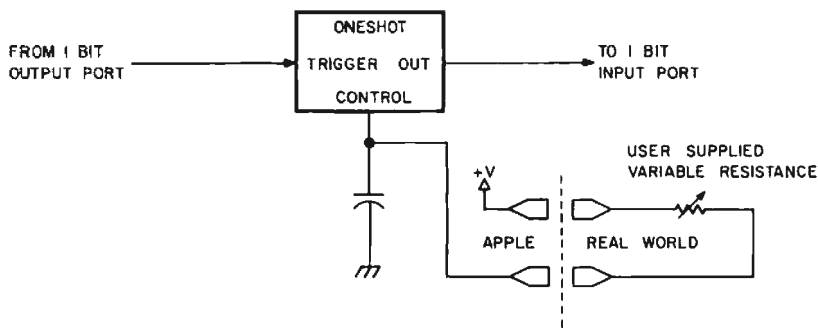 ONESHOT
FROM 1 BIT
OUTPUT PORT
TRIGGER OUT
TO 1 BIT
INPUT PORT
CONTROL
USER SUPPLIED
VARIABLE RESISTANCE
+V
APPLE
REAL WORLD